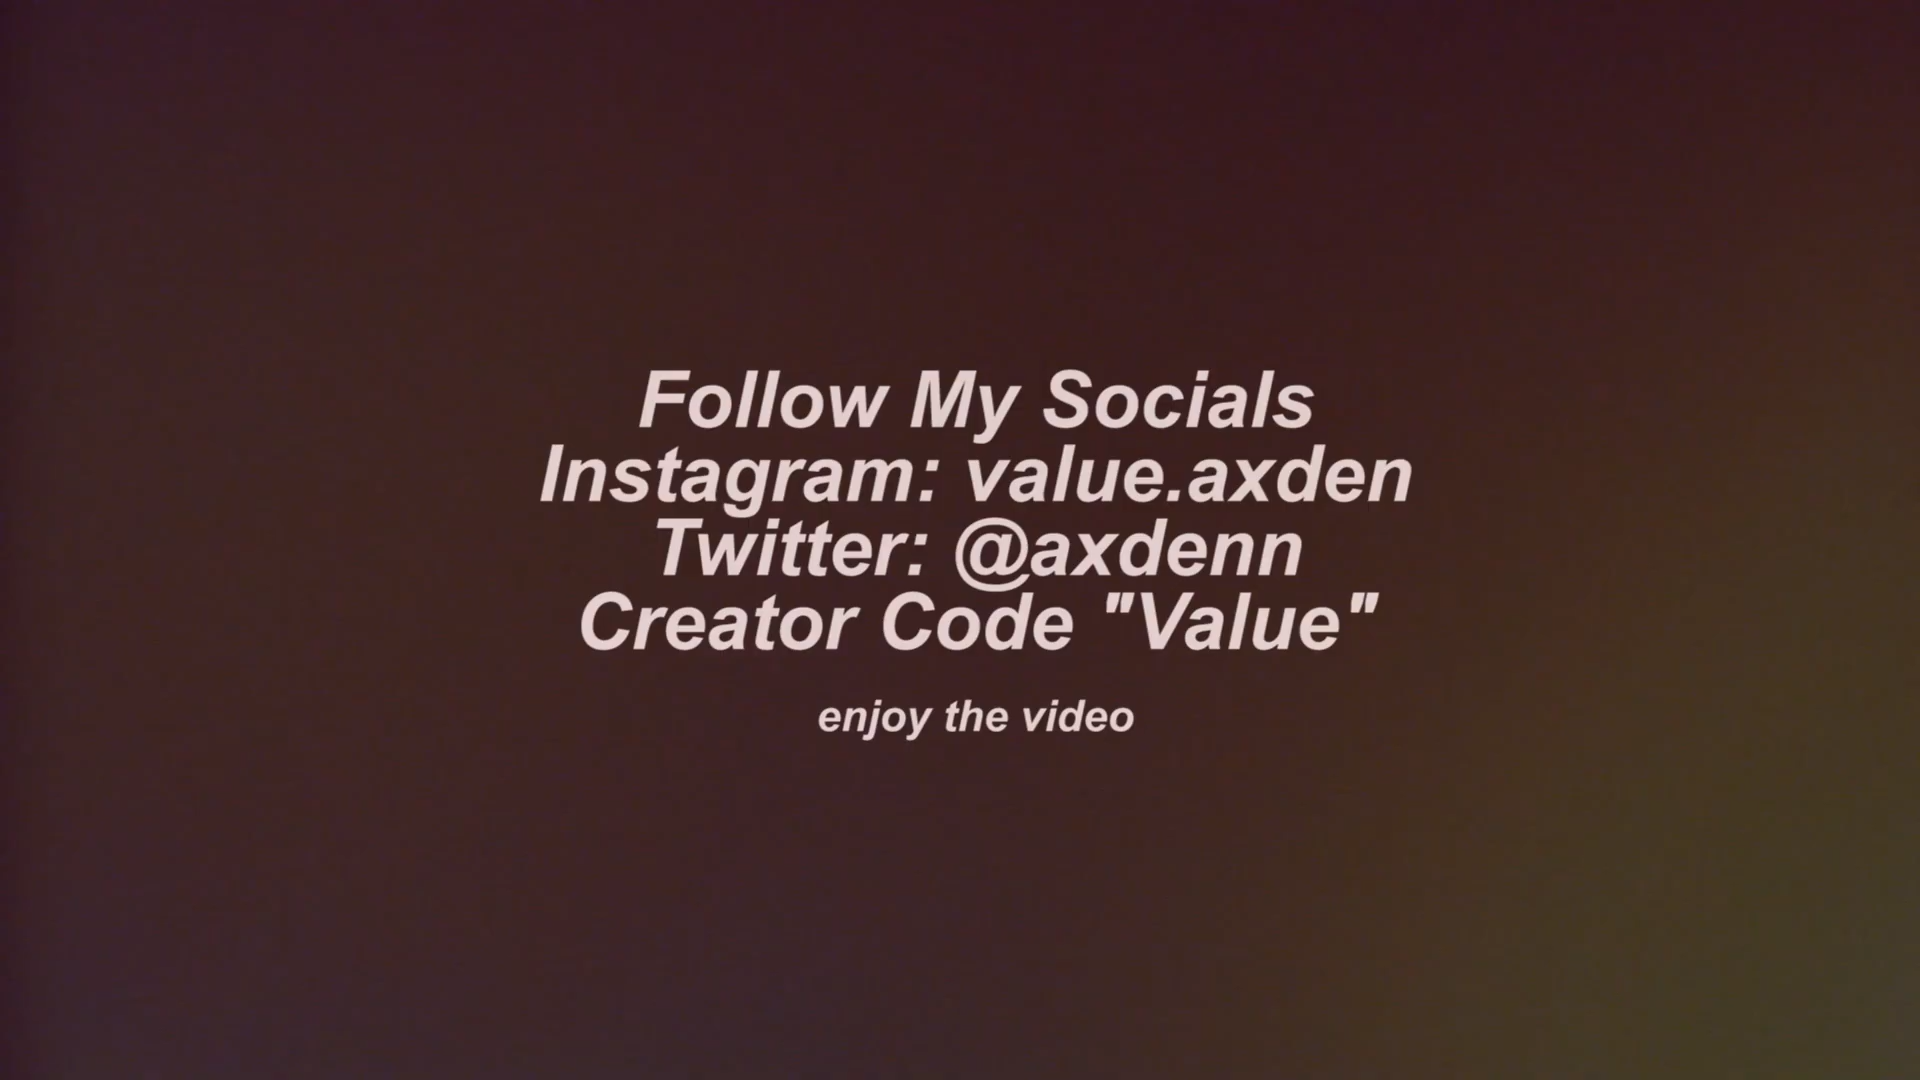 Follow My Socials
Instagram: value.axden
Twitter: @axdenn
Creator Code "Value"
enjoy the video